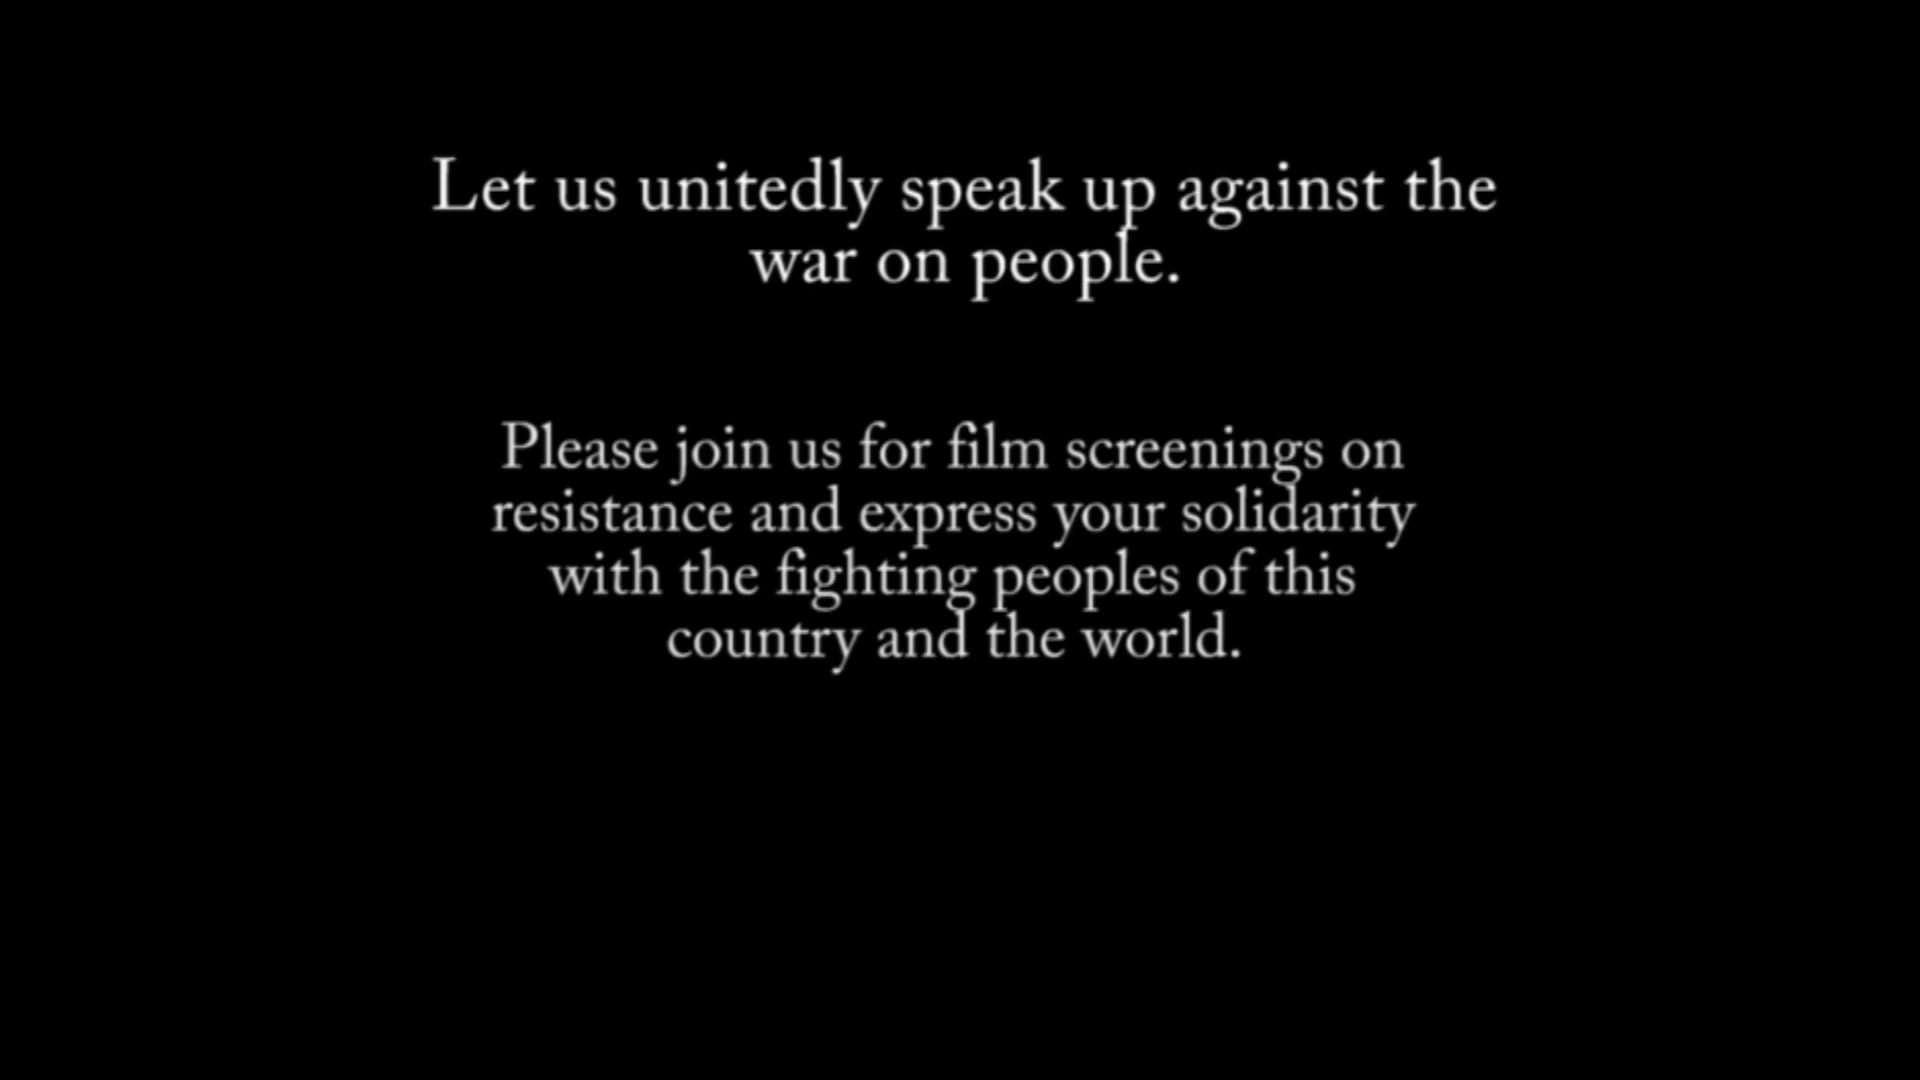 Let us unitedly speak up against the
war on people.
Please join us for film screenings on
resistance and express your solidarity
with the fighting peoples of this
country and the world.